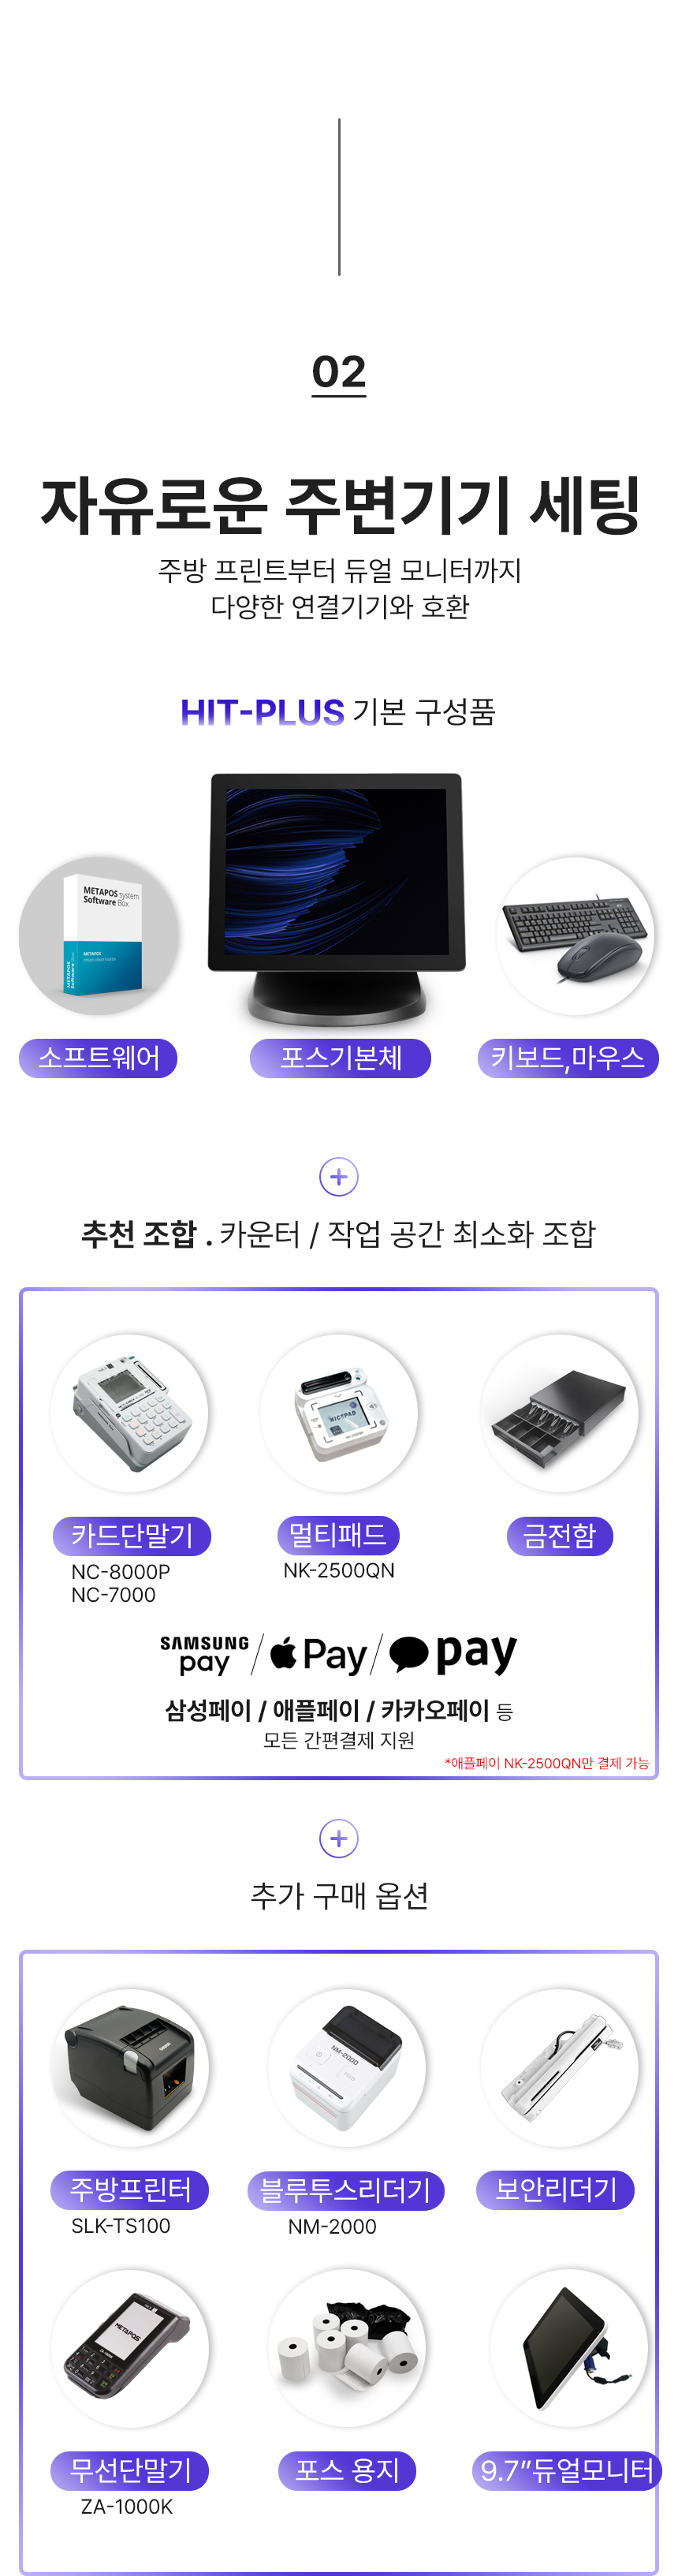 02
자유로운 주변기기 세팅
주방 프린트부터 듀얼 모니터까지
다양한 연결기기와 호환
HIT-PLUS 기본 구성품
METAPOS system
Software Box
METAPOS
METAPOS
Software Box
소프트웨어
포스기본체
키보드,마우스
추천 조합 . 카운터 / 작업 공간 최소화 조합
NICTPAD
카드단말기
멀티패드
금전함
NC-8000P
NC-7000
NK-2500QN
SAMSUNG pay / Pay / pay
삼성페이 / 애플페이 / 카카오페이 등
모든 간편결제 지원
*애플페이 NK-2500QN만 결제 가능
추가 구매 옵션
NM-2000
주방프린터
블루투스리더기
보안리더기
SLK-TS100
NM-2000
METAPOS
무선단말기
포스 용지
9.7”듀얼모니터
ZA-1000K